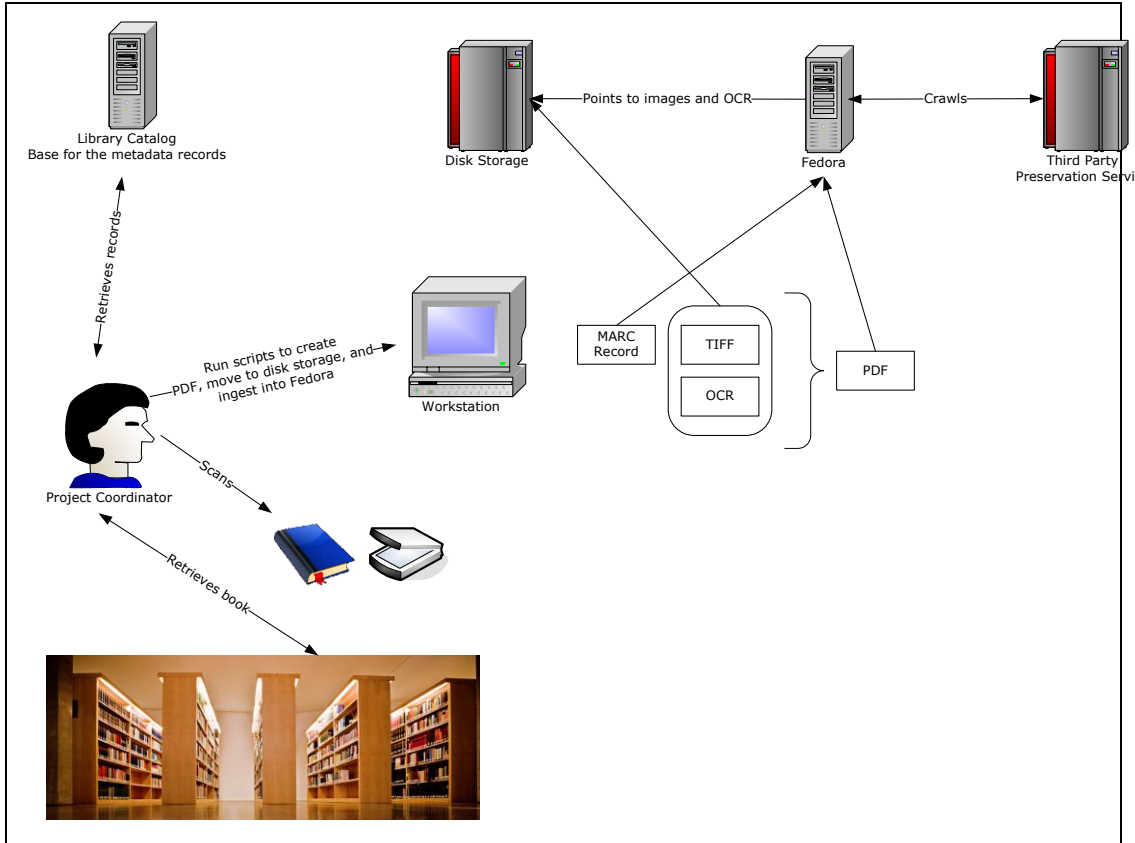 Library Catalog
Base for the metadata records
Disk Storage
Points to images and OCR
Fedora
Crawls
Third Party
Preservation Servi
Retrieves records
Run scripts to create
PDF, move to disk storage, and
ingest into Fedora
Workstation
MARC
Record
TIFF
OCR
PDF
Project Coordinator
Scans
Retrieves book